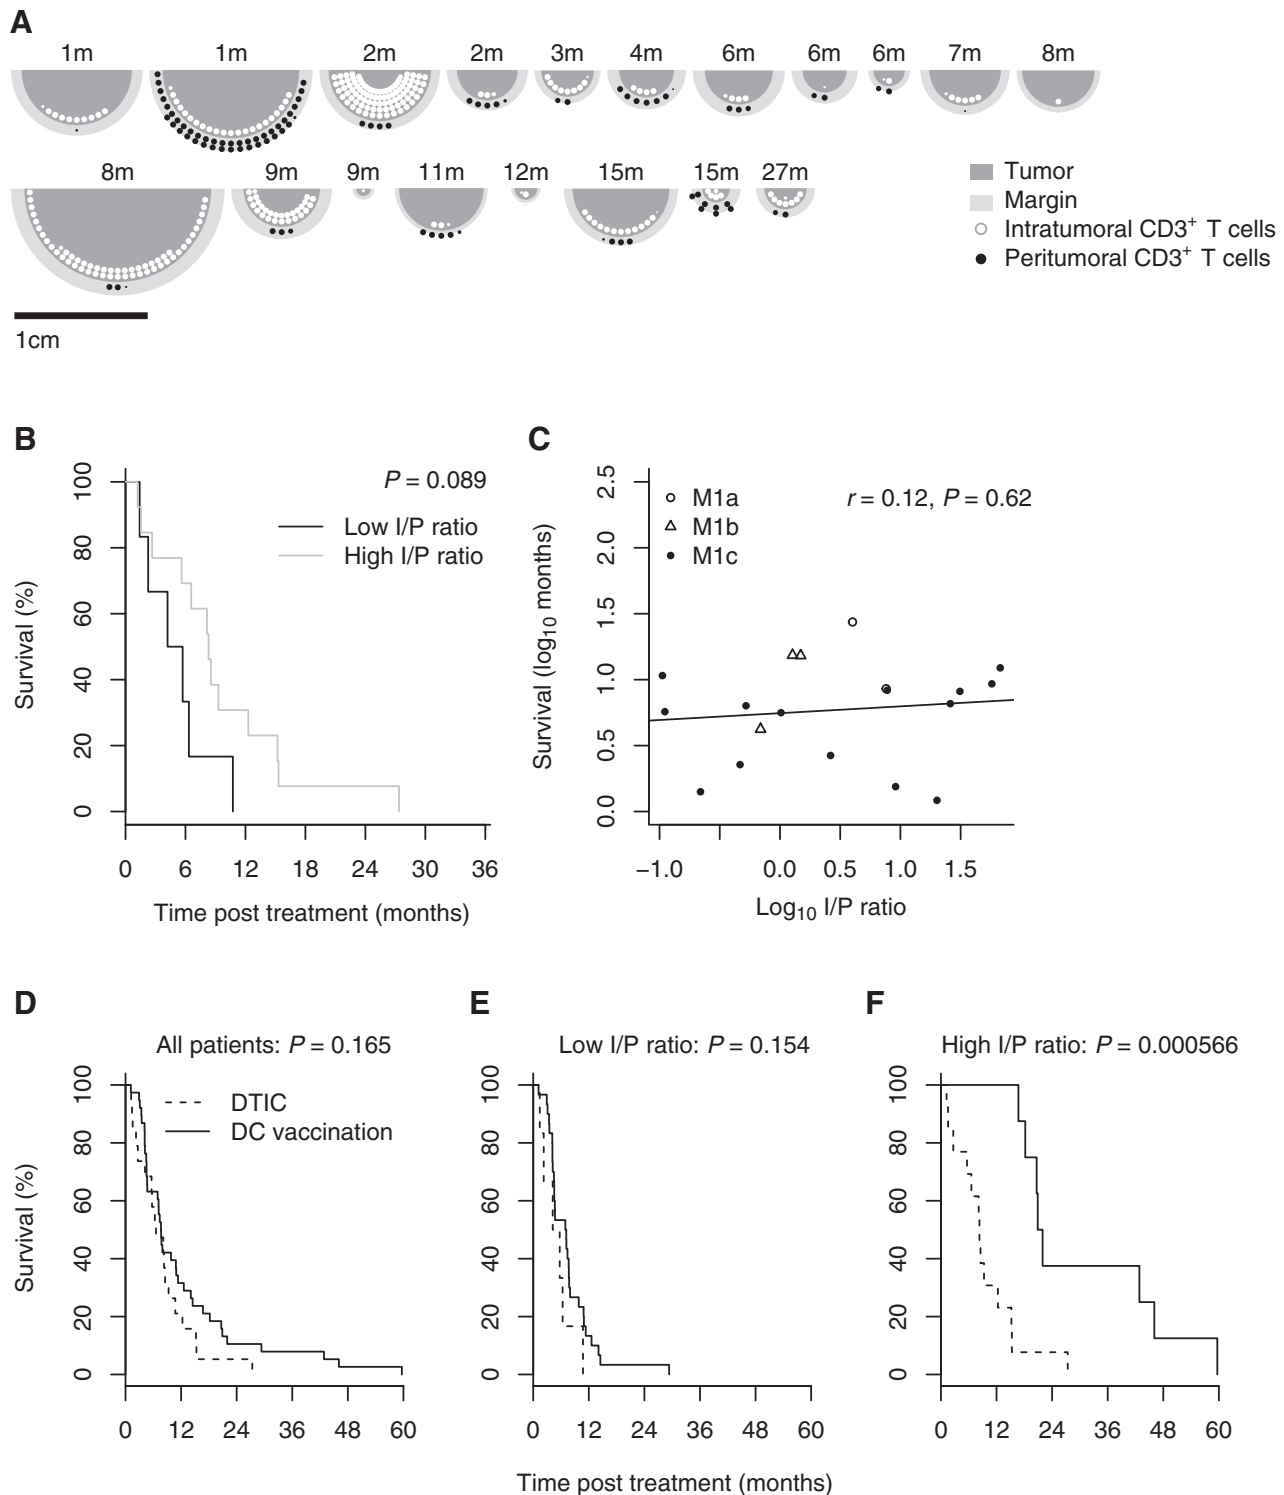 A
1m 1m 2m 2m 3m 4m 6m 6m 6m 7m 8m
8m 9m 9m 11m 12m 15m 15m 27m
Tumor
Margin
Intratumoral CD3+ T cells
Peritumoral CD3+ T cells
1cm
B
P = 0.089
Low I/P ratio
High I/P ratio
Survival (%)
0 20 40 60 80 100
0 6 12 18 24 30 36
Time post treatment (months)
C
M1a
M1b
M1c
r = 0.12, P = 0.62
Survival (log10 months)
0.0 0.5 1.0 1.5 2.0 2.5
−1.0 0.0 0.5 1.0 1.5
Log10 I/P ratio
D
All patients: P = 0.165
DTIC
DC vaccination
Survival (%)
0 20 40 60 80 100
0 12 24 36 48 60
E
Low I/P ratio: P = 0.154
0 20 40 60 80 100
0 12 24 36 48 60
F
High I/P ratio: P = 0.000566
0 20 40 60 80 100
0 12 24 36 48 60
Time post treatment (months)